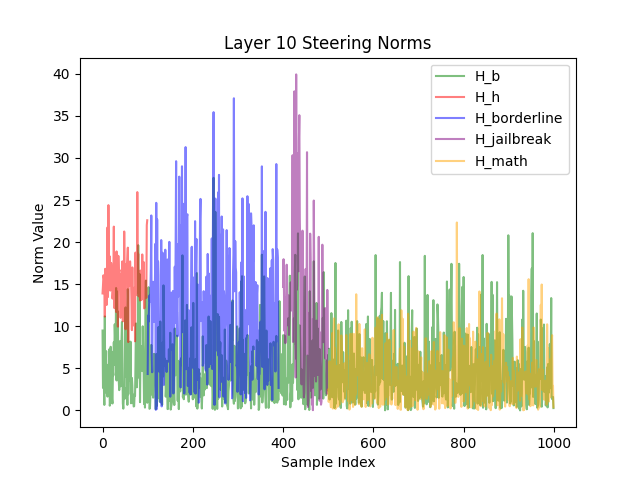 Layer 10 Steering Norms
40
35
30
25
20
15
10
5
0
Norm Value
H_b
H_h
H_borderline
H_jailbreak
H_math
0 200 400 600 800 1000
Sample Index